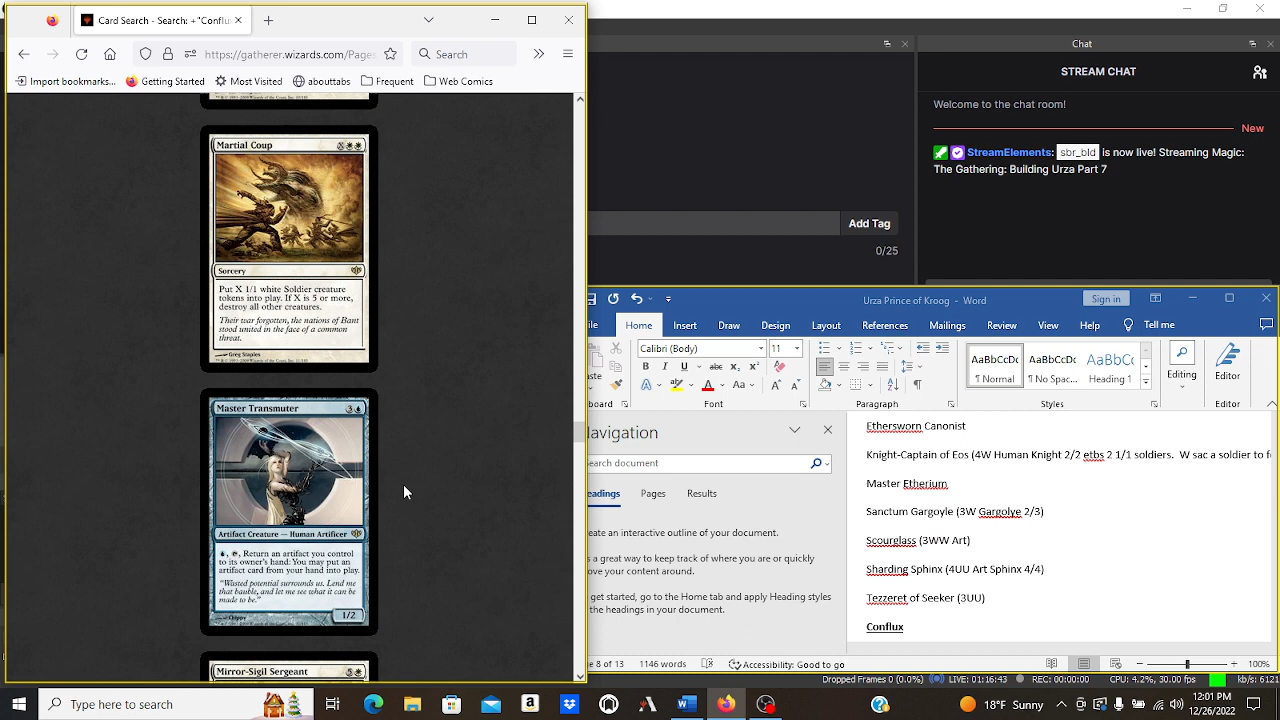 Card Search - Search: +"Conflu
https://gatherer.wizards.com/Pages
Search
Import bookmarks...
Getting Started
Most Visited
abouttabs
Frequent
Web Comics
Martial Coup
Sorcery
Put X 1/1 white Soldier creature
tokens into play. If X is 5 or more,
destroy all other creatures.
Their war forgotten, the nations of Bant
stood united in the face of a common
threat.
Greg Staples
Master Transmuter
Artifact Creature — Human Artificer
, Return an artifact you control
to its owner's hand: You may put an
artifact card from your hand into play.
"Wasted potential surrounds us. Lend me
that bauble, and let me see what it can be
made to be."
Chippy
1/2
Mirror-Sigil Sergeant
Chat
STREAM CHAT
Welcome to the chat room!
New
StreamElements: sbr_bld is now live! Streaming Magic:
The Gathering: Building Urza Part 7
Add Tag
0/25
Urza Prince of Kroog - Word
Sign in
ile Home Insert Draw Design Layout References Mailings Review View Help Tell me
Calibri (Body) 11
AaBbCcDc AaBbCcDc AaBbCc
¶ Normal ¶ No Spac... Heading 1
Editing
Editor
board Font Paragraph Styles Editor
Navigation
earch document
eadings Pages Results
eate an interactive outline of your document.
s a great way to keep track of where you are or quickly
ove your content around.
get started, go to the Home tab and apply Heading styles
the headings in your document.
Ethersworn Canonist
Knight-Captain of Eos (4W Human Knight 2/2 etbs 2 1/1 soldiers. W sac a soldier to f
Master Etherium
Sanctum Gargoyle (3W Gargolye 2/3)
Scourglass (3WW Art)
Sharding Sphinx (4UU Art Sphinx 4/4)
Tezzeret of Seeker (3UU)
Conflux
e 8 of 13 1146 words Accessibility: Good to go 100%
Dropped Frames 0 (0.0%) LIVE: 01:16:43 REC: 00:00:00 CPU: 4.2%, 30.00 fps kb/s: 6121
Type here to search
18°F Sunny
12:01 PM
12/26/2022